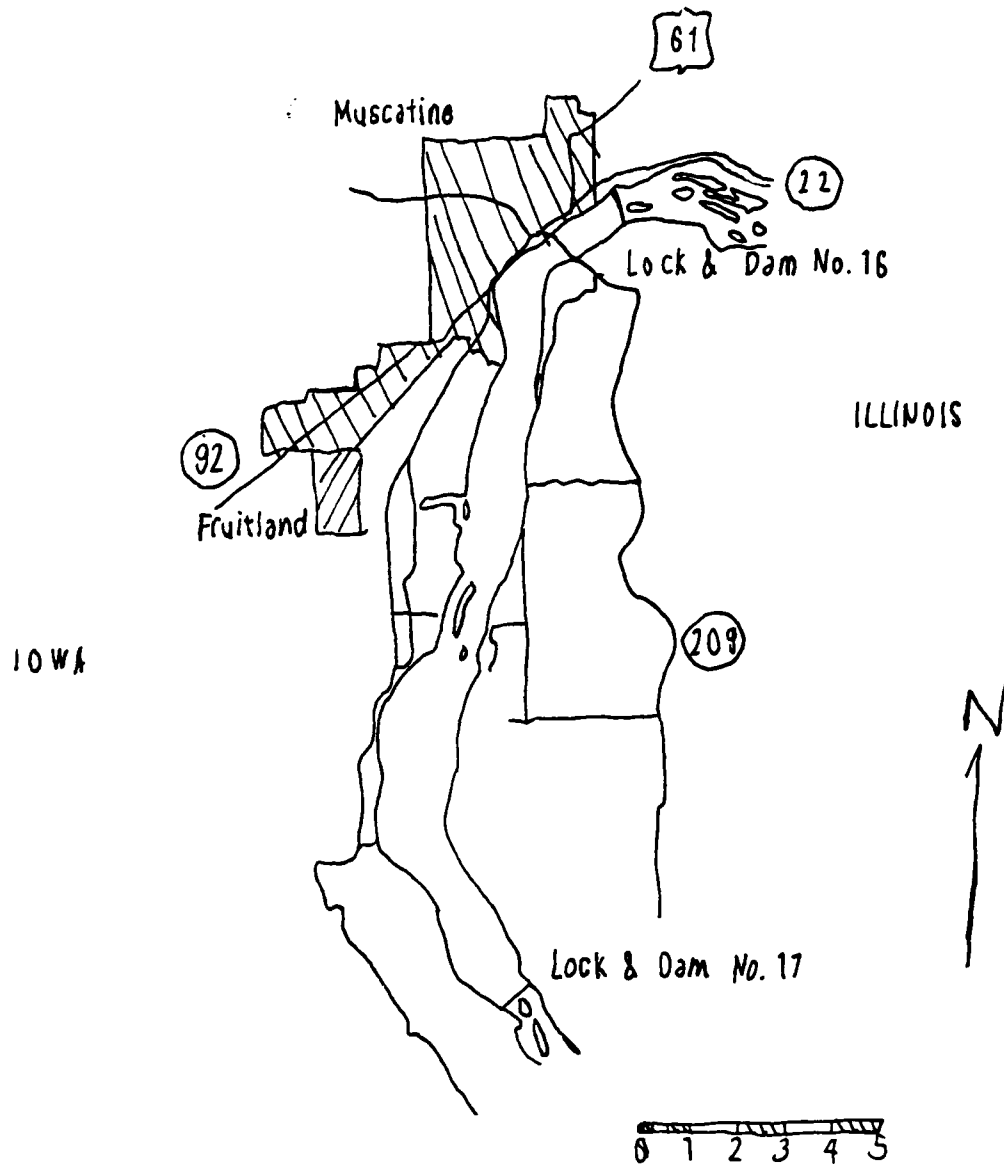 61
Muscatine
22
Lock & Dam No. 16
ILLINOIS
92
Fruitland
209
IOWA
N
Lock & Dam No. 17
0 1 2 3 4 5